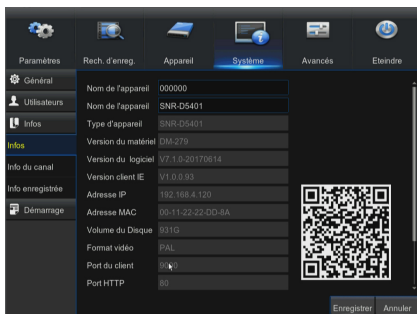 Paramètres
Rech. d'enreg.
Appareil
Système
Avancés
Eteindre
Général
Utilisateurs
Infos
Infos
Info du canal
Info enregistrée
Démarrage
Nom de l'appareil 000000
Nom de l'appareil SNR-D5401
Type d'appareil SNR-D5401
Version du matériel DM-279
Version du logiciel V7.1.0-20170614
Version client IE V1.0.0.93
Adresse IP 192.168.4.120
Adresse MAC 00-11-22-22-DD-8A
Volume du Disque 931G
Format vidéo PAL
Port du client
Port HTTP 80
Enregistrer
Annuler